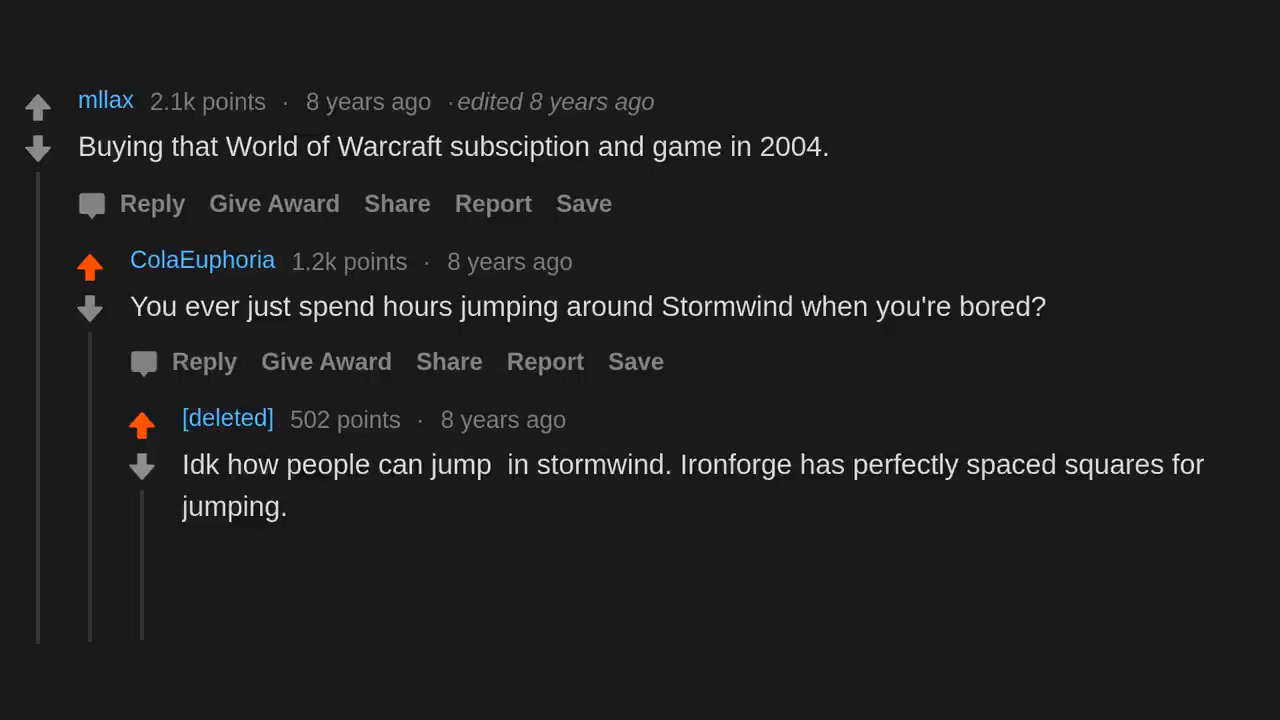 mllax 2.1k points · 8 years ago · edited 8 years ago
Buying that World of Warcraft subsciption and game in 2004.
Reply Give Award Share Report Save
ColaEuphoria 1.2k points · 8 years ago
You ever just spend hours jumping around Stormwind when you're bored?
Reply Give Award Share Report Save
[deleted] 502 points · 8 years ago
Idk how people can jump  in stormwind. Ironforge has perfectly spaced squares for
jumping.